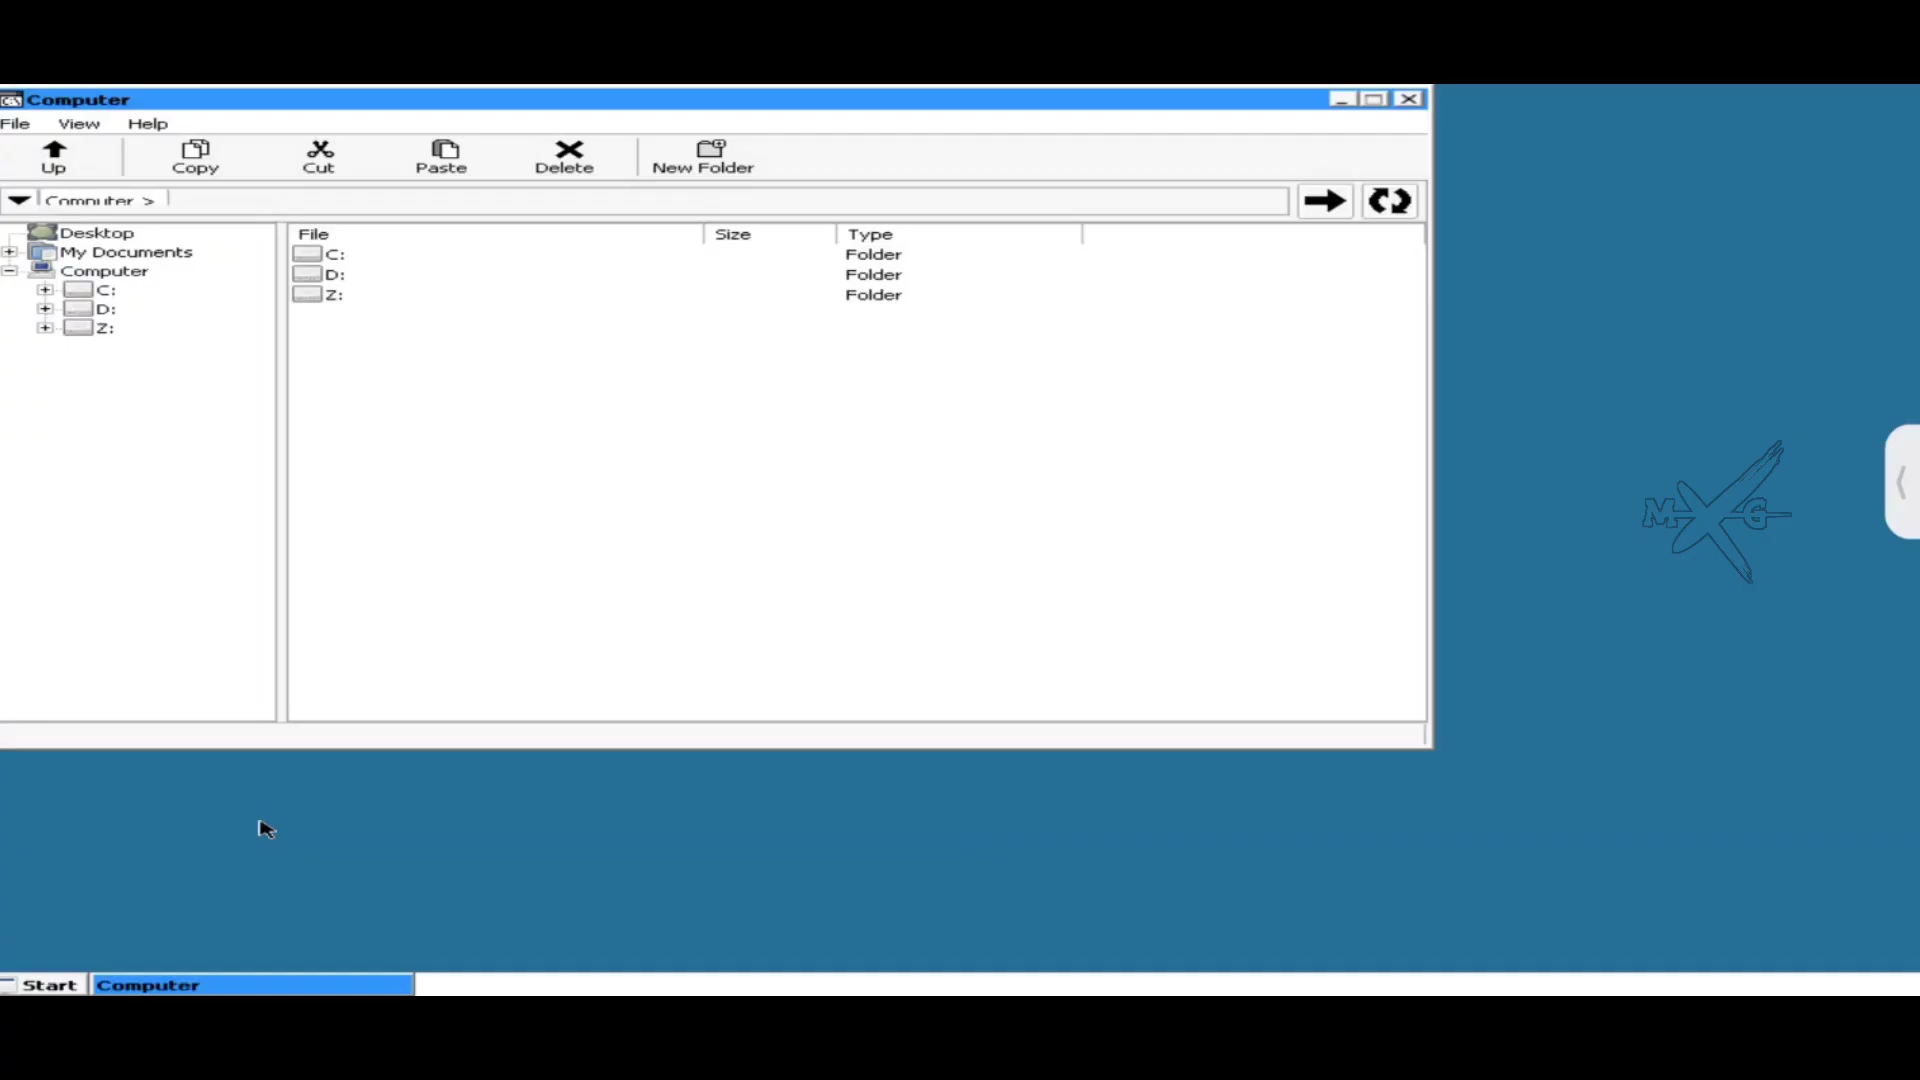 Computer
File View Help
Up Copy Cut Paste Delete New Folder
Computer >
Desktop
My Documents
Computer
C:
D:
Z:
File Size Type
C: Folder
D: Folder
Z: Folder
M X G
Start Computer